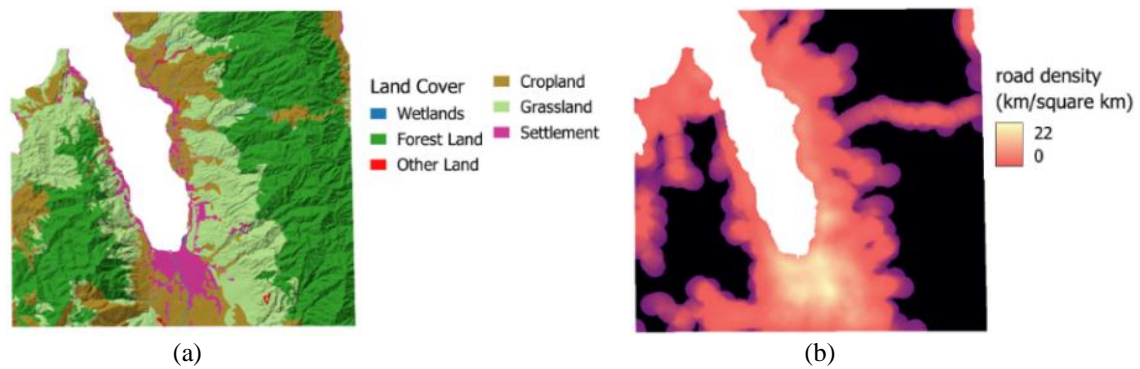 Land Cover
Wetlands
Forest Land
Other Land
Cropland
Grassland
Settlement
(a)
road density
(km/square km)
22
0
(b)